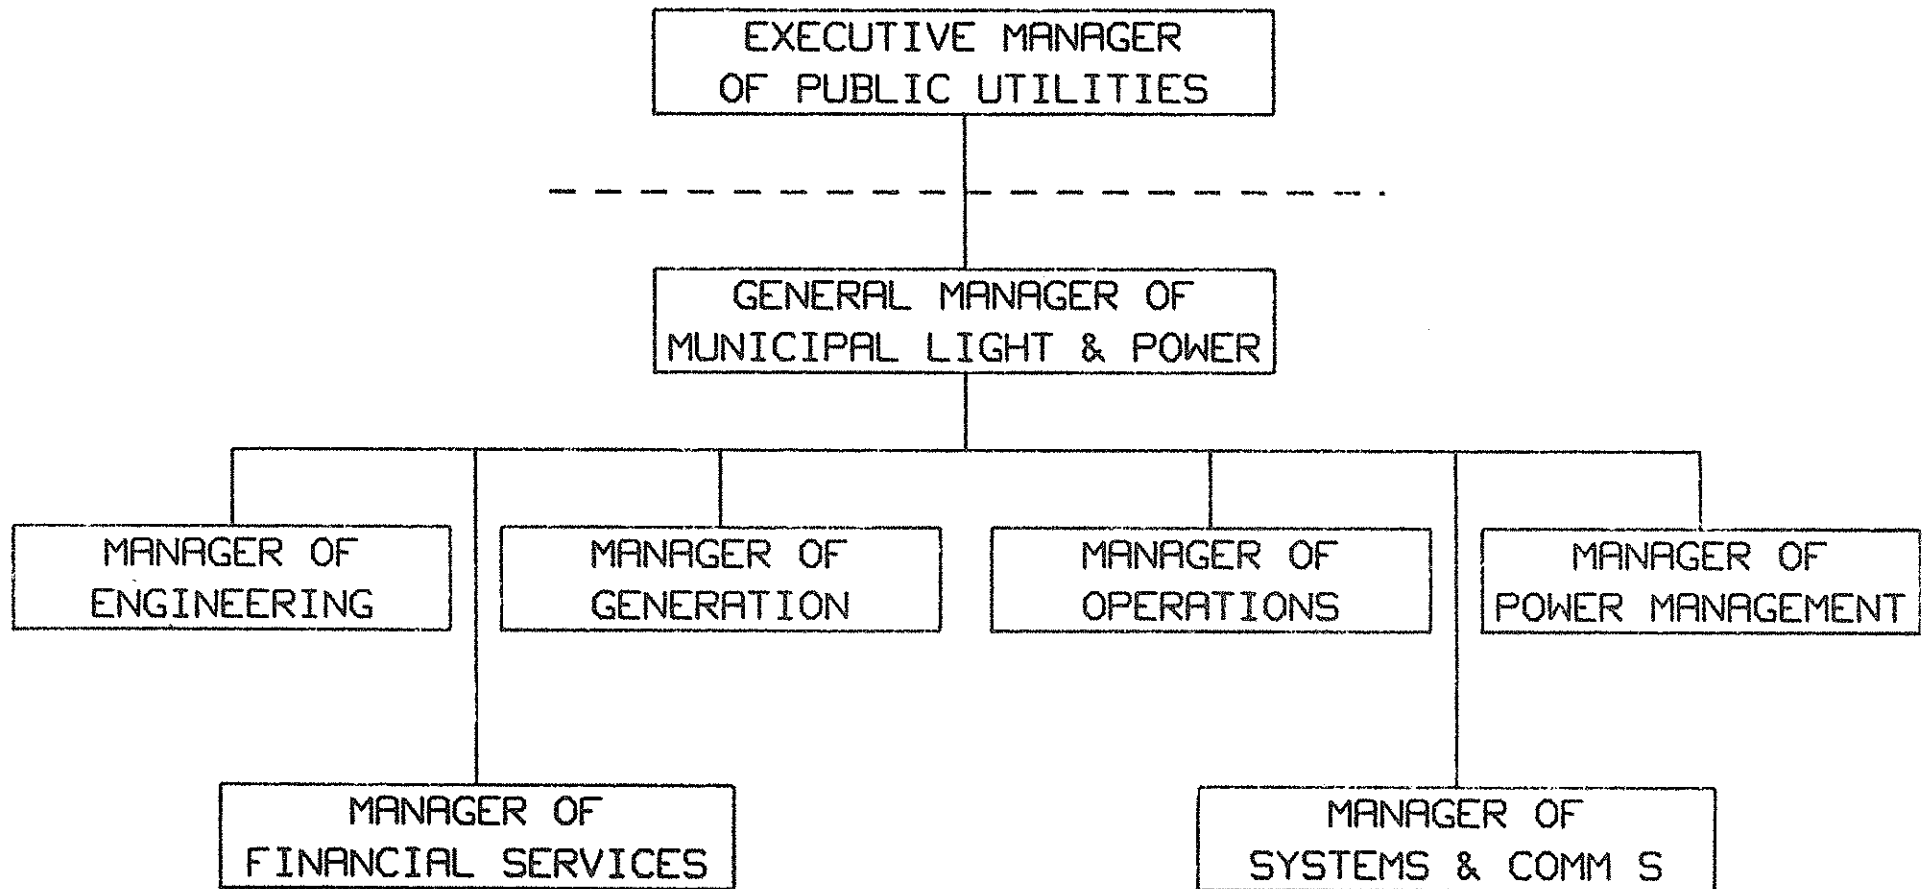 EXECUTIVE MANAGER
OF PUBLIC UTILITIES
GENERAL MANAGER OF
MUNICIPAL LIGHT & POWER
MANAGER OF
ENGINEERING
MANAGER OF
GENERATION
MANAGER OF
OPERATIONS
MANAGER OF
POWER MANAGEMENT
MANAGER OF
FINANCIAL SERVICES
MANAGER OF
SYSTEMS & COMM S